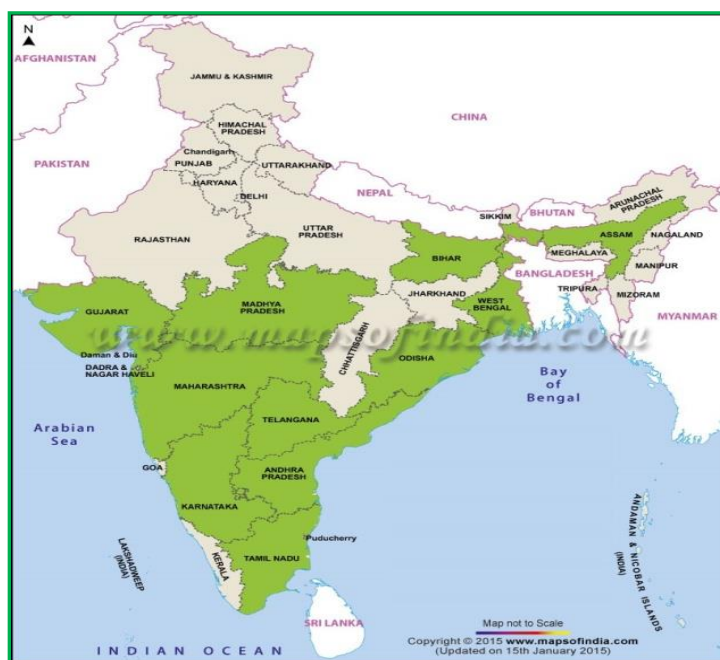 N
AFGHANISTAN
JAMMU & KASHMIR
CHINA
HIMACHAL
PRADESH
Chandigarh
PUNJAB
UTTARAKHAND
PAKISTAN
HARYANA
DELHI
NEPAL
ARUNACHAL
PRADESH
SIKKIM
BHUTAN
UTTAR
PRADESH
ASSAM
NAGALAND
RAJASTHAN
BIHAR
MEGHALAYA
MANIPUR
BANGLADESH
JHARKHAND
TRIPURA
MIZORAM
MADHYA
PRADESH
WEST
BENGAL
GUJARAT
MYANMAR
www.mapsofindia.com
CHHATTISGARH
Daman & Diu
ODISHA
DADRA &
NAGAR HAVELI
MAHARASHTRA
Bay
of
Bengal
TELANGANA
Arabian
Sea
GOA
ANDHRA
PRADESH
KARNATAKA
Puducherry
ANDAMAN & NICOBAR ISLANDS
(INDIA)
LAKSHADWEEP
(INDIA)
KERALA
TAMIL NADU
SRI LANKA
Map not to Scale
Copyright © 2015 www.mapsofindia.com
(Updated on 15th January 2015)
INDIAN OCEAN